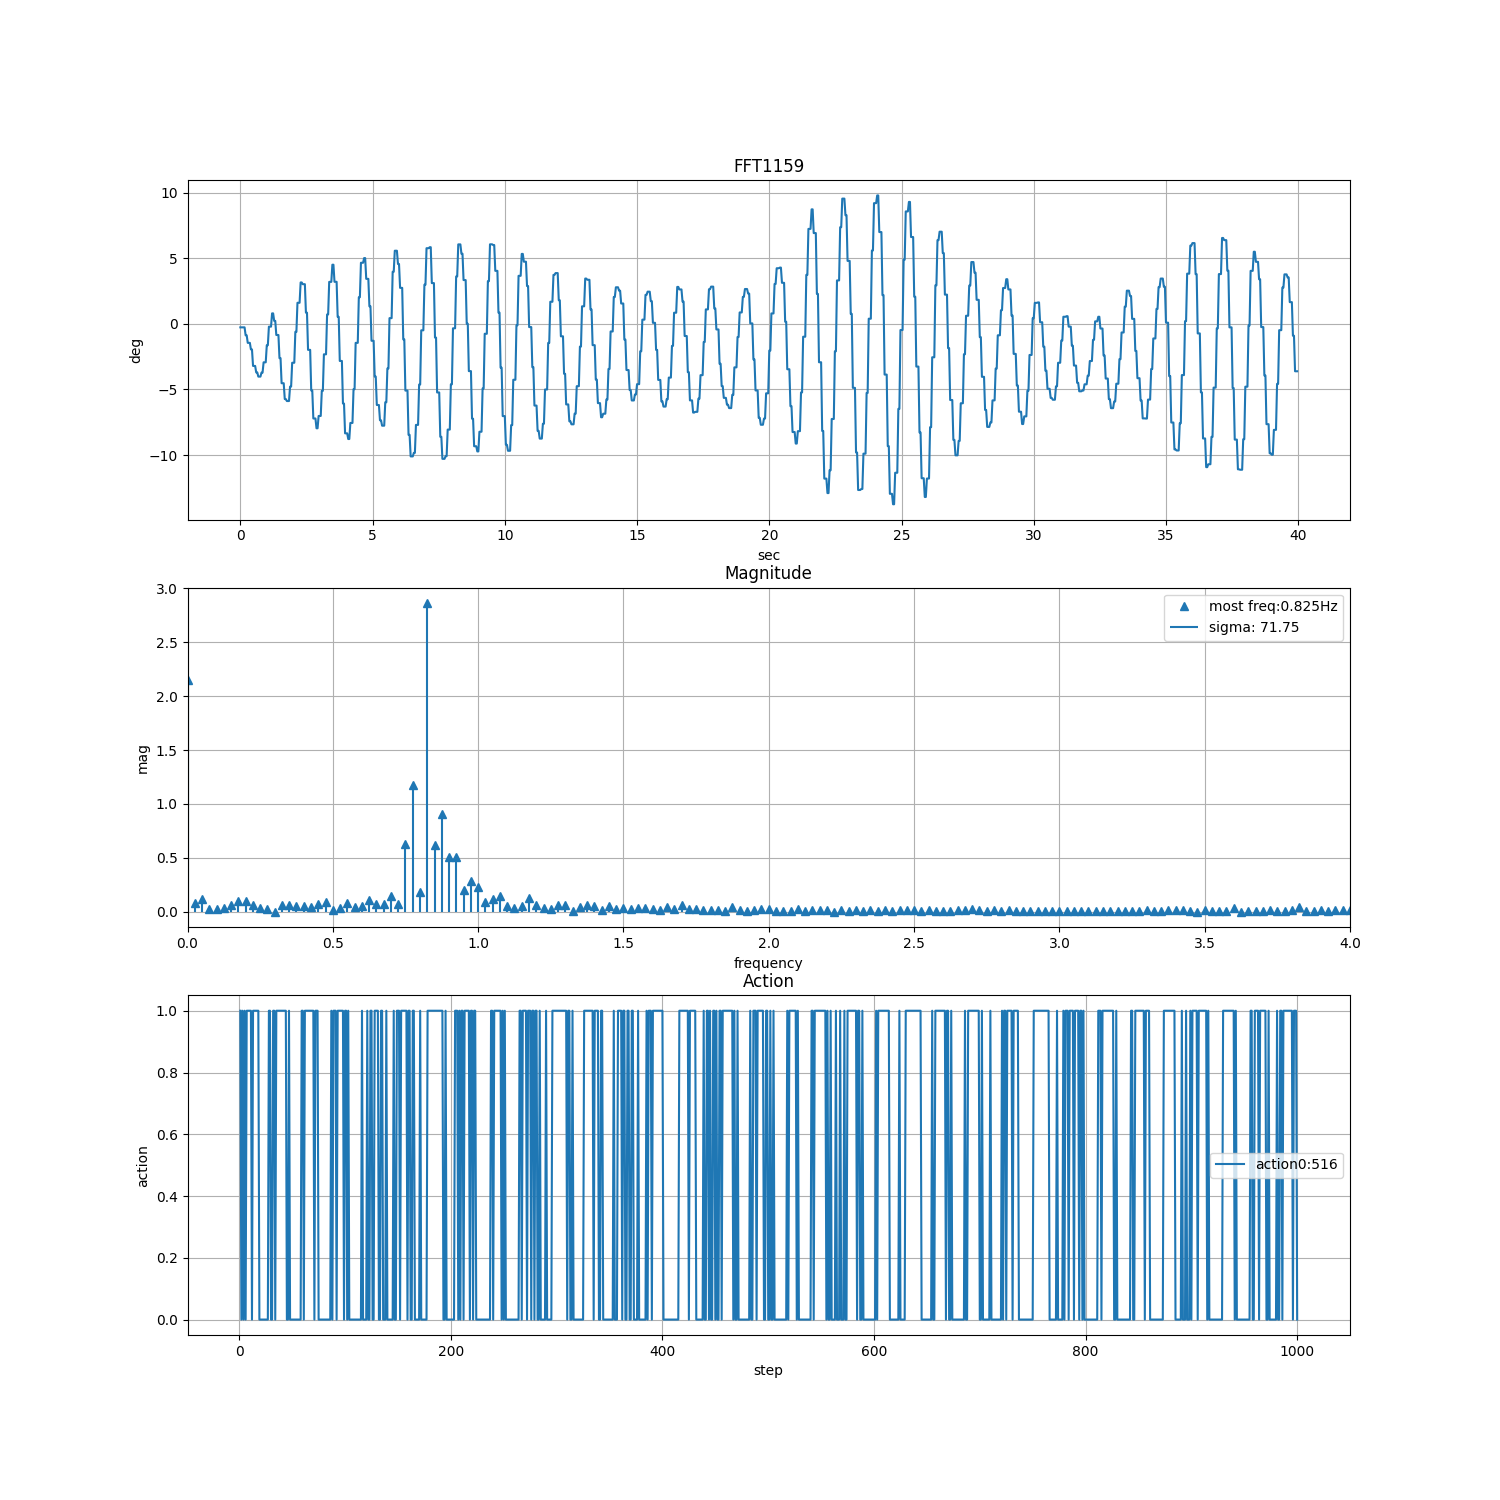 FFT1159
10
5
0
−5
−10
deg
0 5 10 15 20 25 30 35 40
sec
Magnitude
3.0
2.5
2.0
1.5
1.0
0.5
0.0
mag
most freq:0.825Hz
sigma: 71.75
0.0 0.5 1.0 1.5 2.0 2.5 3.0 3.5 4.0
frequency
Action
1.0
0.8
0.6
0.4
0.2
0.0
action
action0:516
0 200 400 600 800 1000
step